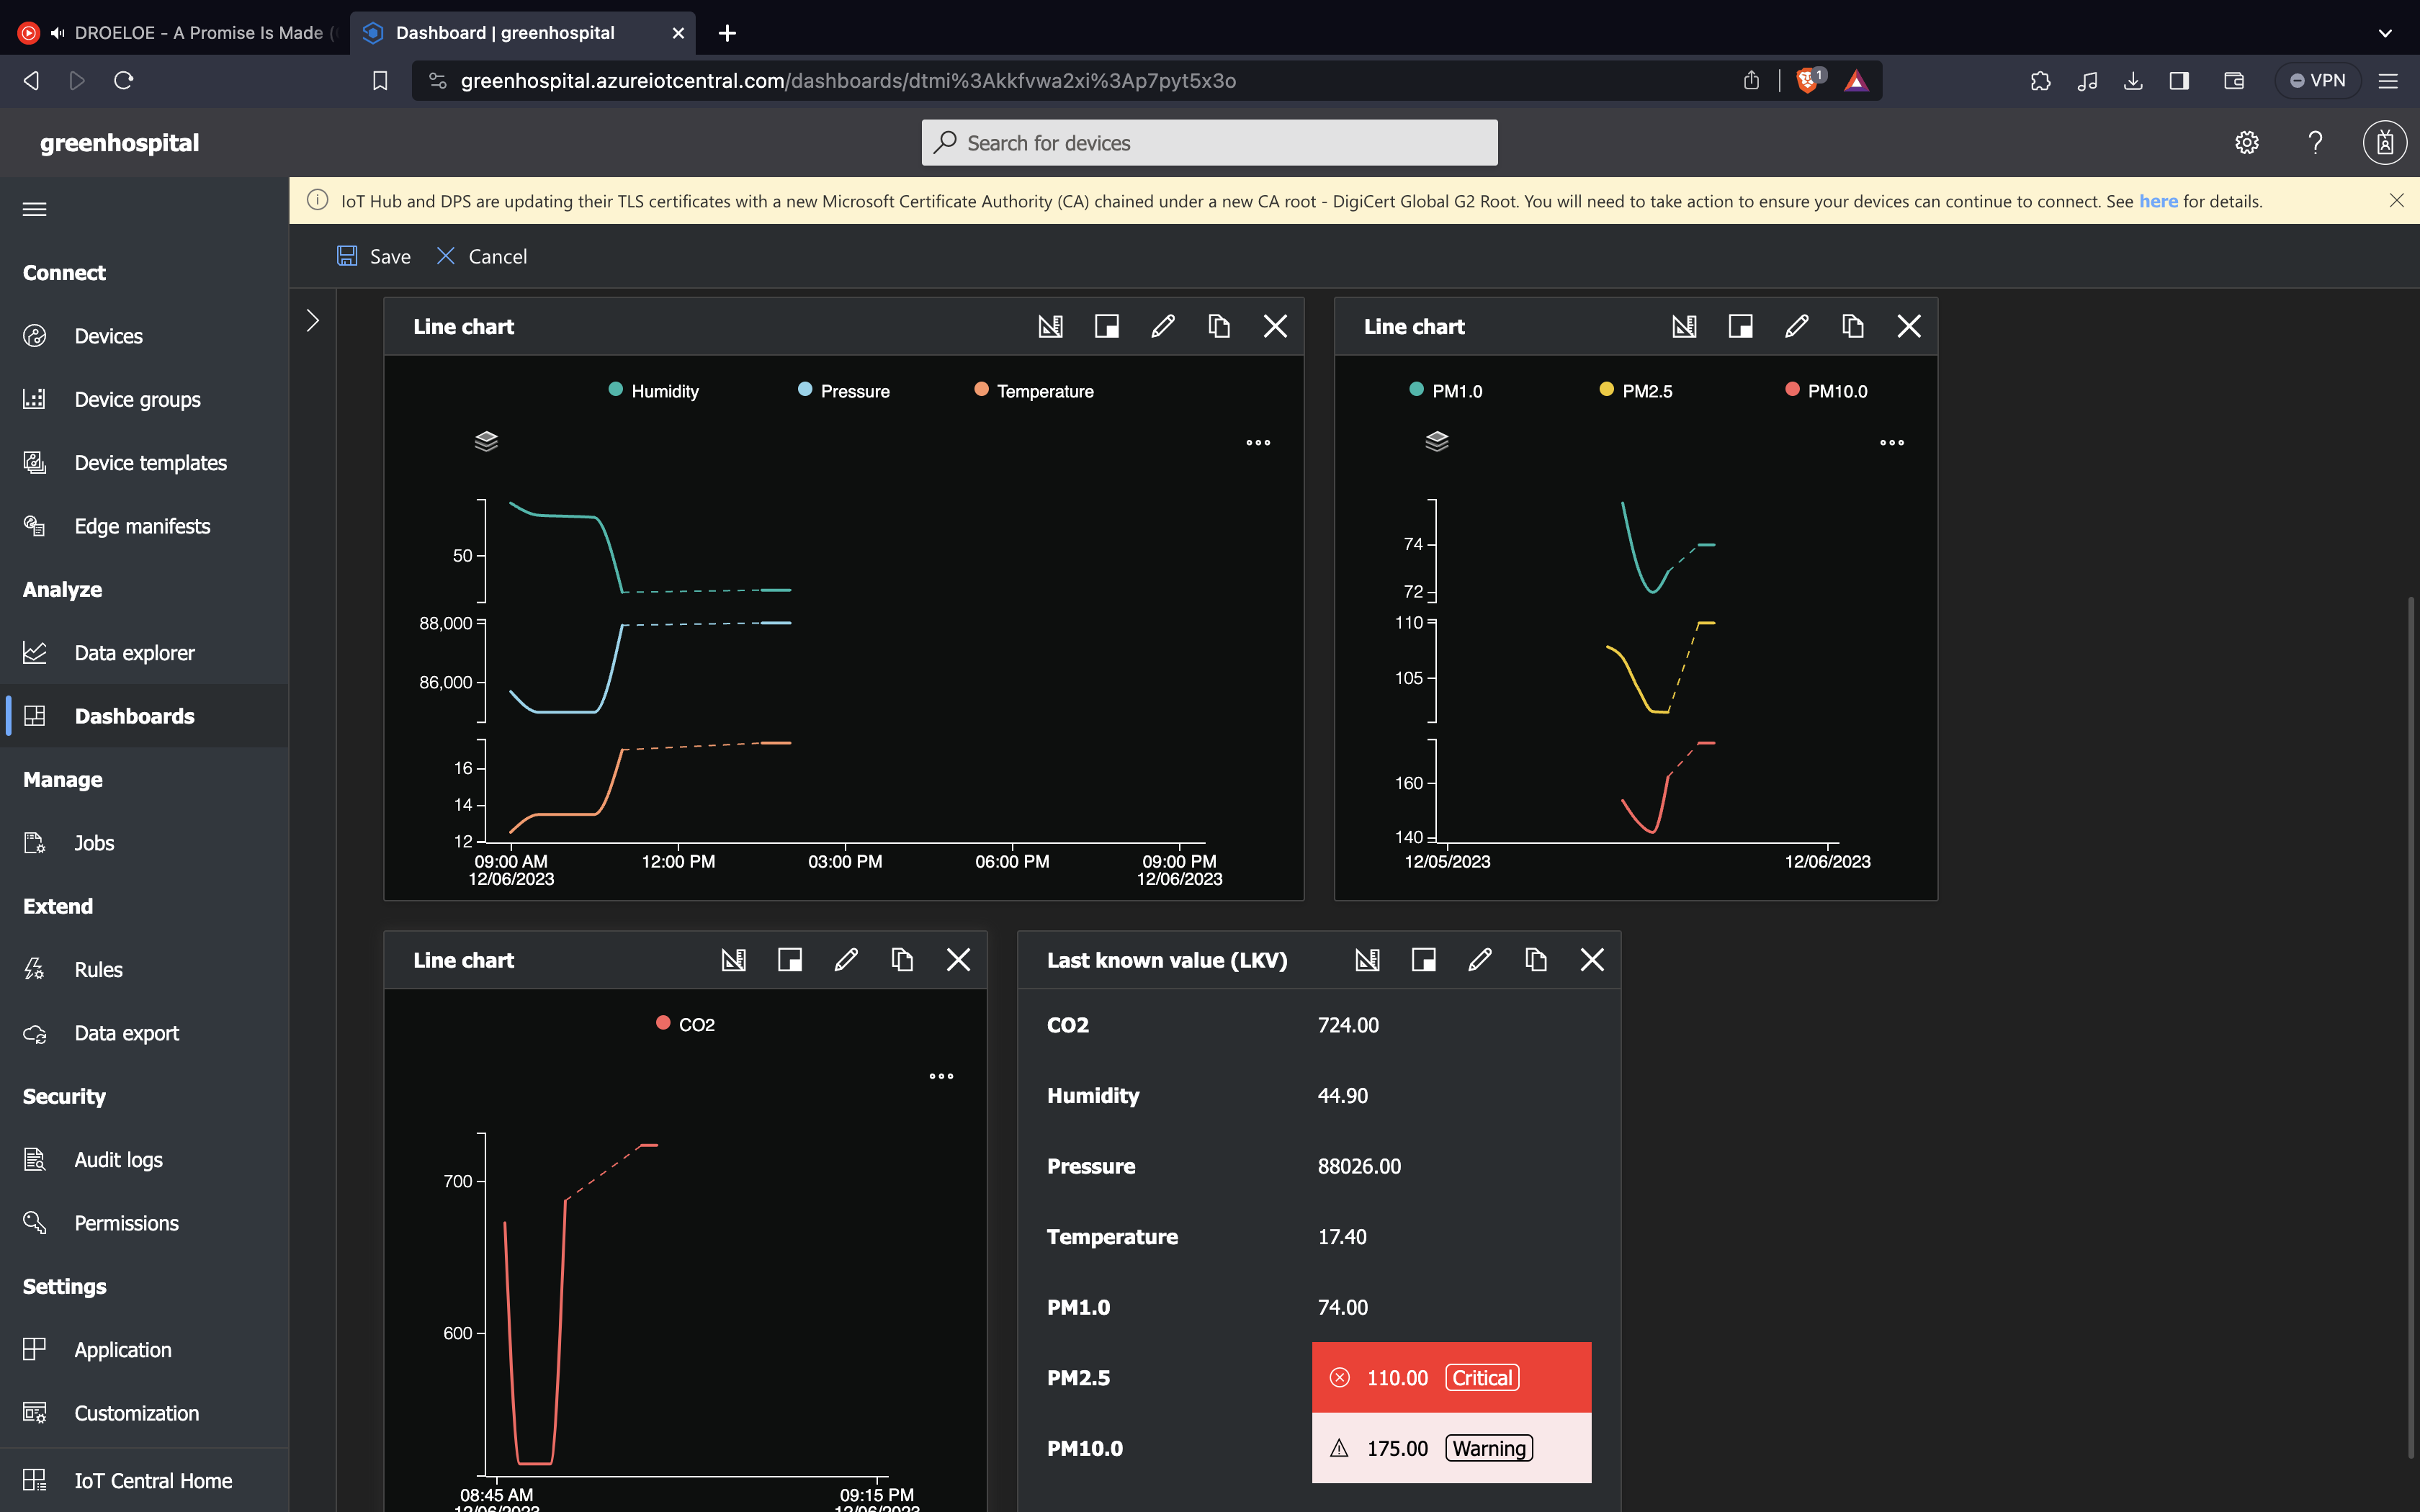 DROELOE - A Promise Is Made (
Dashboard | greenhospital
greenhospital.azureiotcentral.com/dashboards/dtmi%3Akkfvwa2xi%3Ap7pyt5x3o
1
VPN
greenhospital
Search for devices
IoT Hub and DPS are updating their TLS certificates with a new Microsoft Certificate Authority (CA) chained under a new CA root - DigiCert Global G2 Root. You will need to take action to ensure your devices can continue to connect. See here for details.
Save
Cancel
Connect
Devices
Device groups
Device templates
Edge manifests
Analyze
Data explorer
Dashboards
Manage
Jobs
Extend
Rules
Data export
Security
Audit logs
Permissions
Settings
Application
Customization
IoT Central Home
Line chart
Humidity
Pressure
Temperature
50
88,000
86,000
16
14
12
09:00 AM
12/06/2023
12:00 PM
03:00 PM
06:00 PM
09:00 PM
12/06/2023
Line chart
PM1.0
PM2.5
PM10.0
74
72
110
105
160
140
12/05/2023
12/06/2023
Line chart
CO2
700
600
08:45 AM
12/06/2023
09:15 PM
12/06/2023
Last known value (LKV)
CO2 724.00
Humidity 44.90
Pressure 88026.00
Temperature 17.40
PM1.0 74.00
PM2.5 110.00 Critical
PM10.0 175.00 Warning